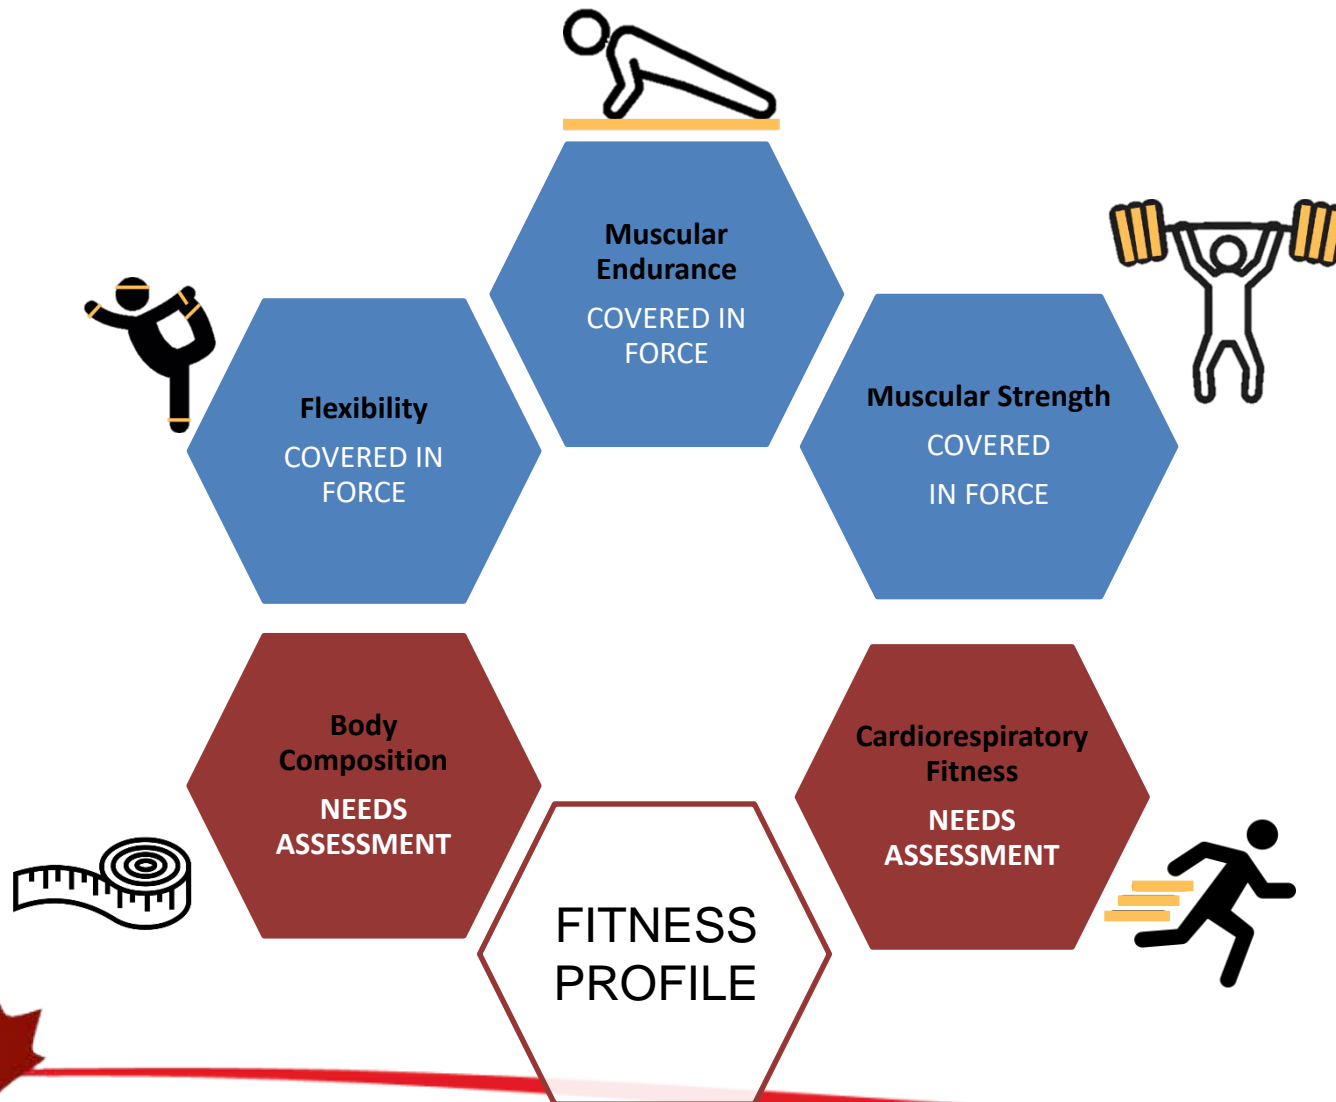 Muscular
Endurance
COVERED IN
FORCE
Flexibility
COVERED IN
FORCE
Muscular Strength
COVERED
IN FORCE
Body
Composition
NEEDS
ASSESSMENT
Cardiorespiratory
Fitness
NEEDS
ASSESSMENT
FITNESS
PROFILE